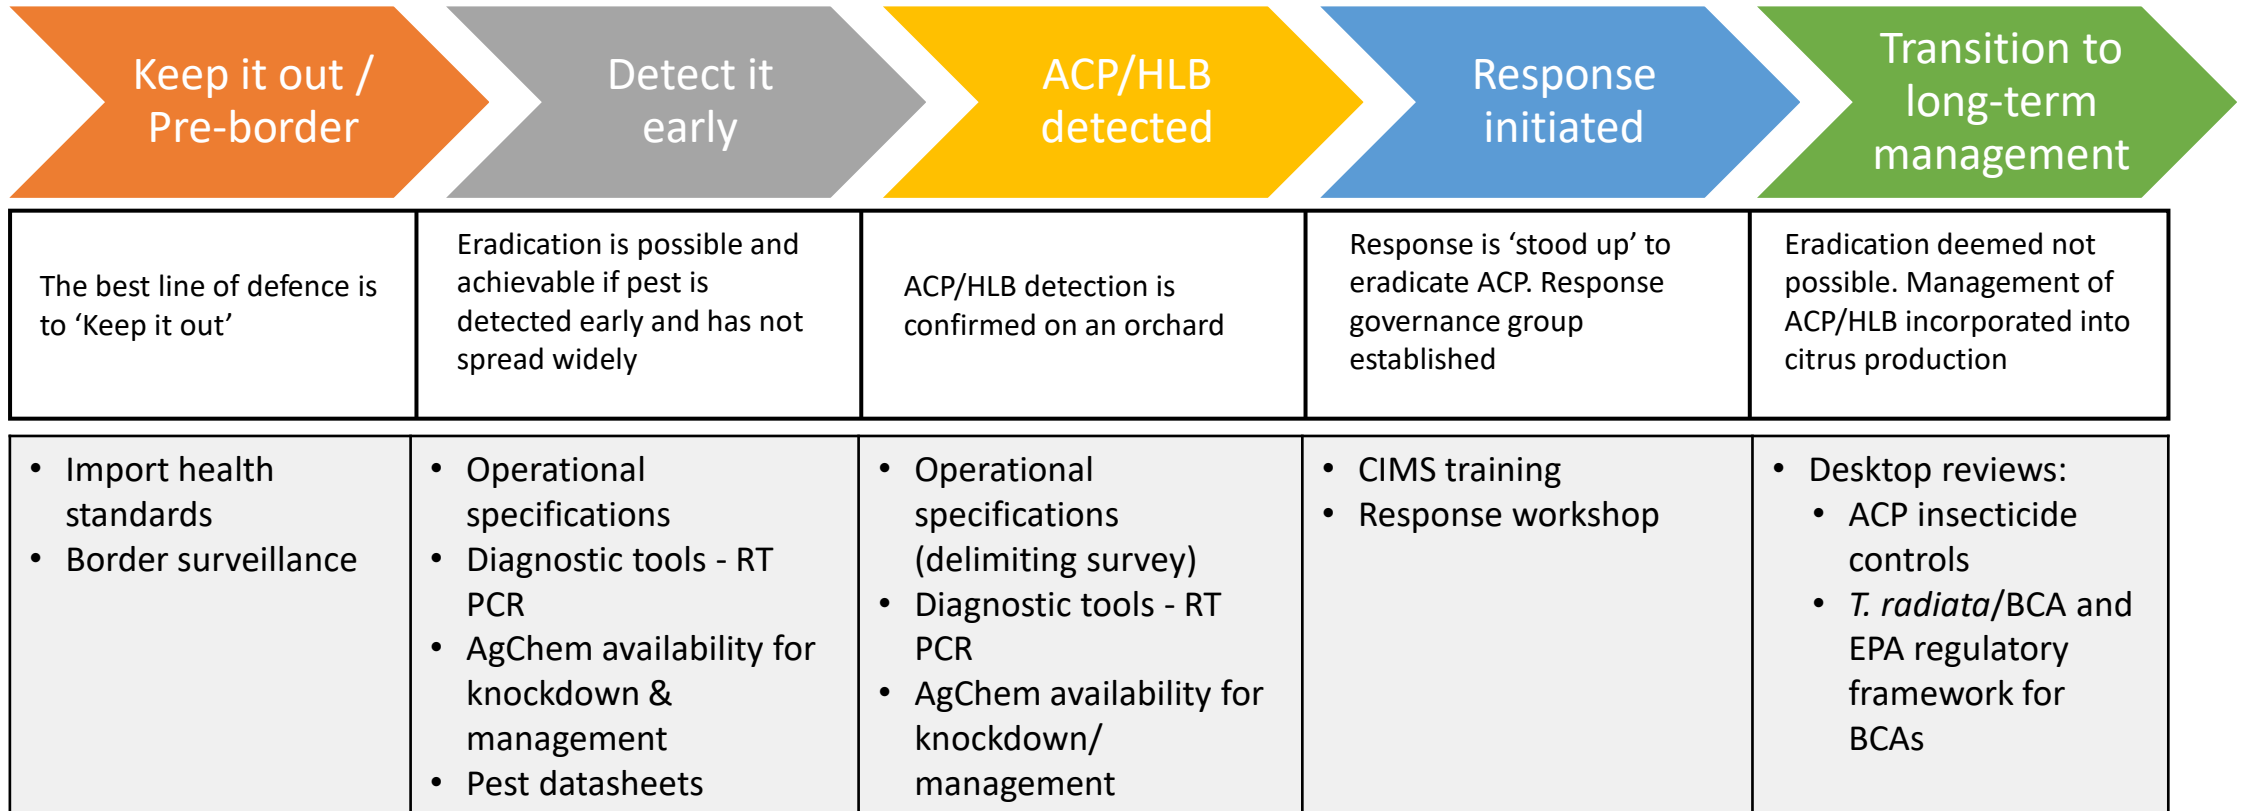 Keep it out /
Pre-border
Detect it
early
ACP/HLB
detected
Response
initiated
Transition to
long-term
management
The best line of defence is
to ‘Keep it out’
Eradication is possible and
achievable if pest is
detected early and has not
spread widely
ACP/HLB detection is
confirmed on an orchard
Response is ‘stood up’ to
eradicate ACP. Response
governance group
established
Eradication deemed not
possible. Management of
ACP/HLB incorporated into
citrus production
• Import health
standards
• Border surveillance
• Operational
specifications
• Diagnostic tools - RT
PCR
• AgChem availability for
knockdown &
management
• Pest datasheets
• Operational
specifications
(delimiting survey)
• Diagnostic tools - RT
PCR
• AgChem availability for
knockdown/
management
• CIMS training
• Response workshop
• Desktop reviews:
• ACP insecticide
controls
• T. radiata/BCA and
EPA regulatory
framework for
BCAs